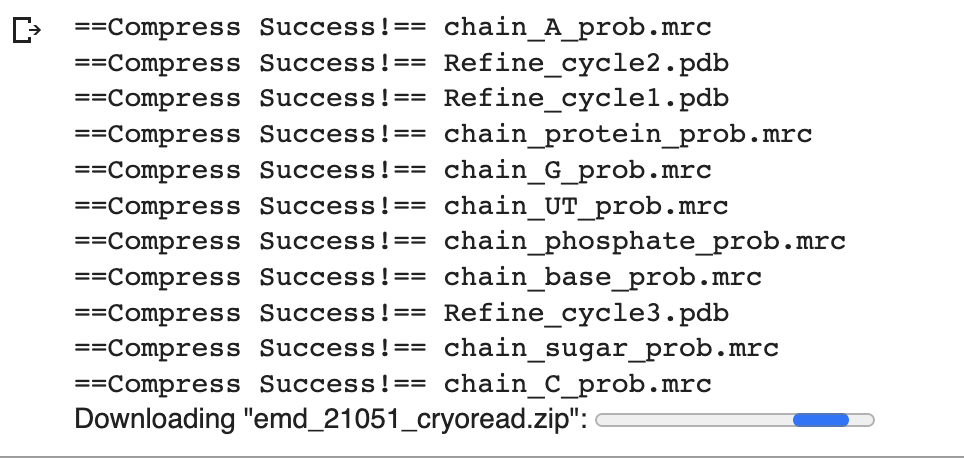 ==Compress Success!== chain_A_prob.mrc
==Compress Success!== Refine_cycle2.pdb
==Compress Success!== Refine_cycle1.pdb
==Compress Success!== chain_protein_prob.mrc
==Compress Success!== chain_G_prob.mrc
==Compress Success!== chain_UT_prob.mrc
==Compress Success!== chain_phosphate_prob.mrc
==Compress Success!== chain_base_prob.mrc
==Compress Success!== Refine_cycle3.pdb
==Compress Success!== chain_sugar_prob.mrc
==Compress Success!== chain_C_prob.mrc
Downloading "emd_21051_cryoread.zip":